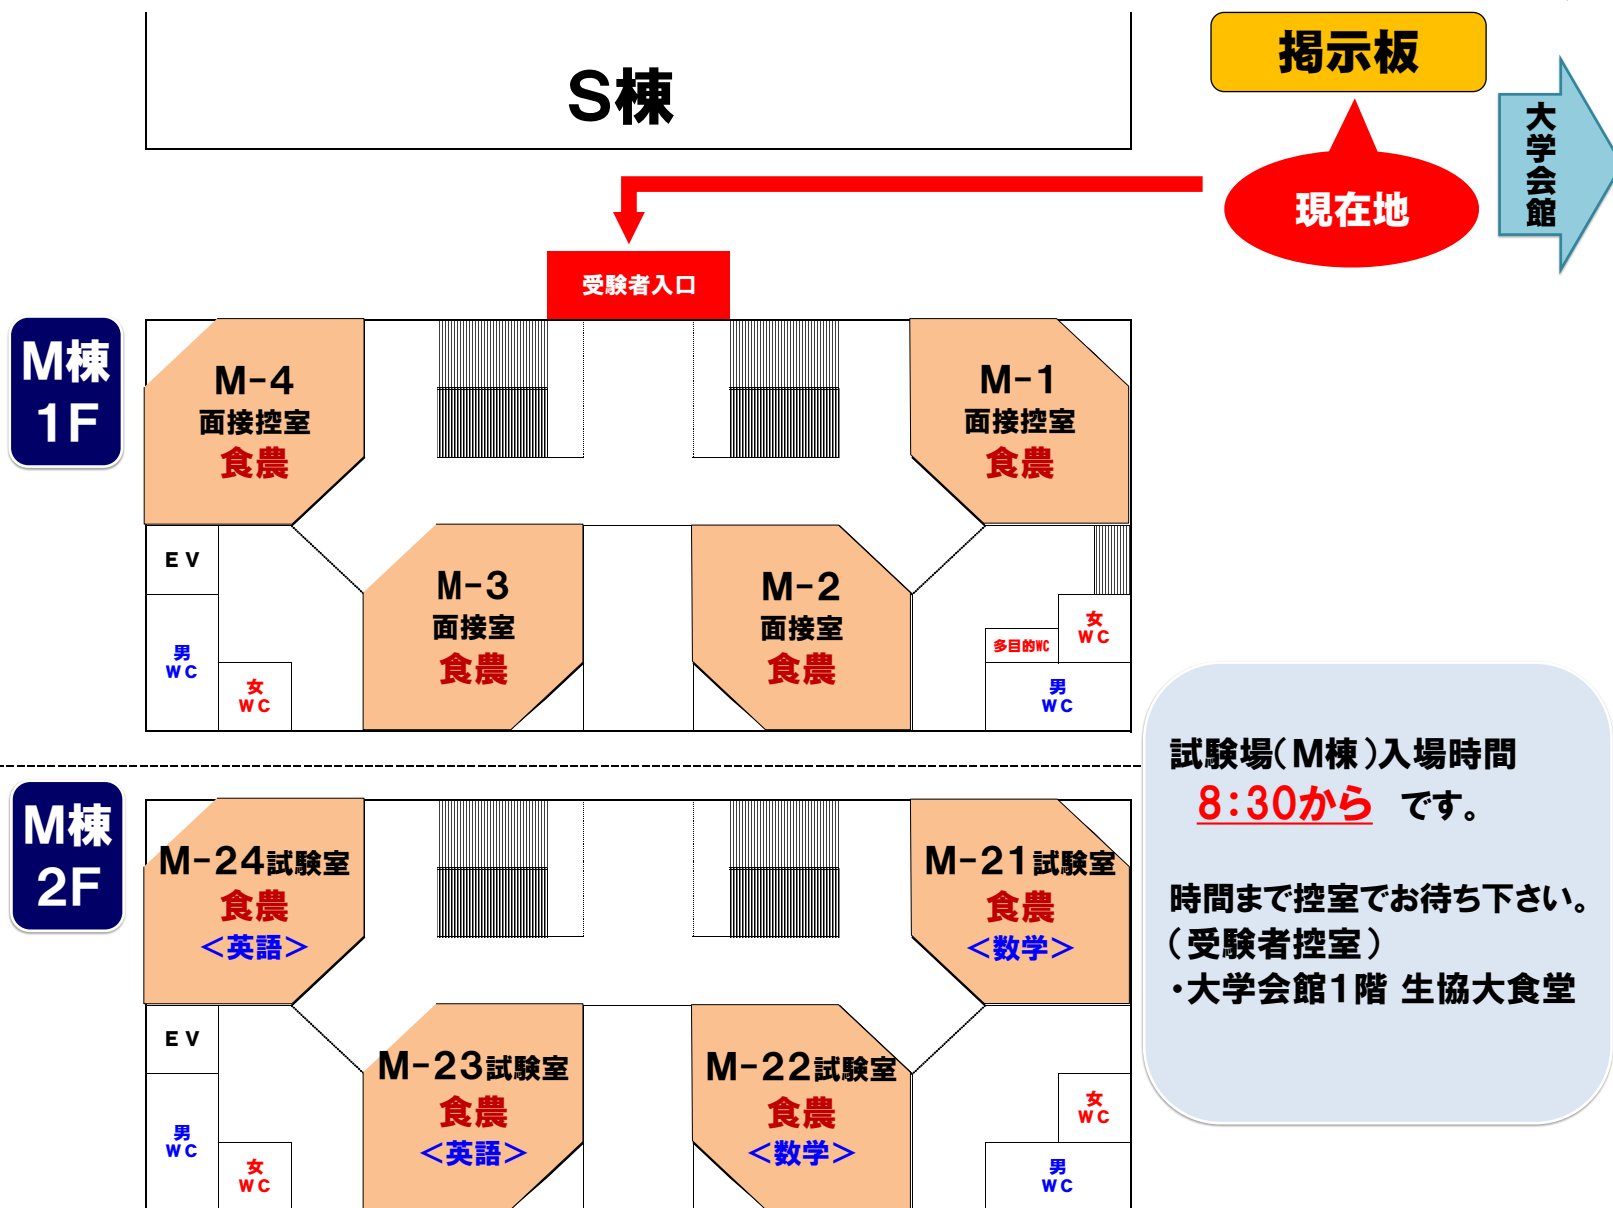 S棟
掲示板
大学会館
現在地
受験者入口
M棟
1F
M-4
面接控室
食農
M-1
面接控室
食農
M-3
面接室
食農
M-2
面接室
食農
EV
男
WC
女
WC
多目的WC
女
WC
男
WC
試験場(M棟)入場時間
8:30から です。
時間まで控室でお待ち下さい。
(受験者控室)
・大学会館1階 生協大食堂
M棟
2F
M-24試験室
食農
<英語>
M-21試験室
食農
<数学>
M-23試験室
食農
<英語>
M-22試験室
食農
<数学>
EV
男
WC
女
WC
女
WC
男
WC